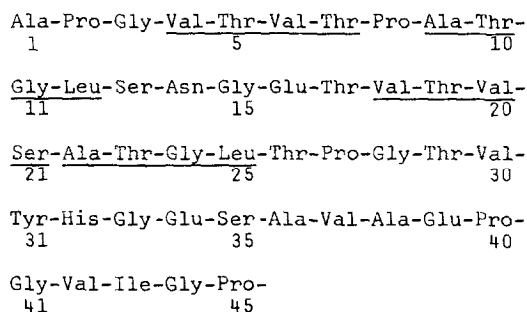 Ala-Pro-Gly-Val-Thr-Val-Thr-Pro-Ala-Thr-
1 5 10
Gly-Leu-Ser-Asn-Gly-Glu-Thr-Val-Thr-Val-
11 15 20
Ser-Ala-Thr-Gly-Leu-Thr-Pro-Gly-Thr-Val-
21 25 30
Tyr-His-Gly-Glu-Ser-Ala-Val-Ala-Glu-Pro-
31 35 40
Gly-Val-Ile-Gly-Pro-
41 45